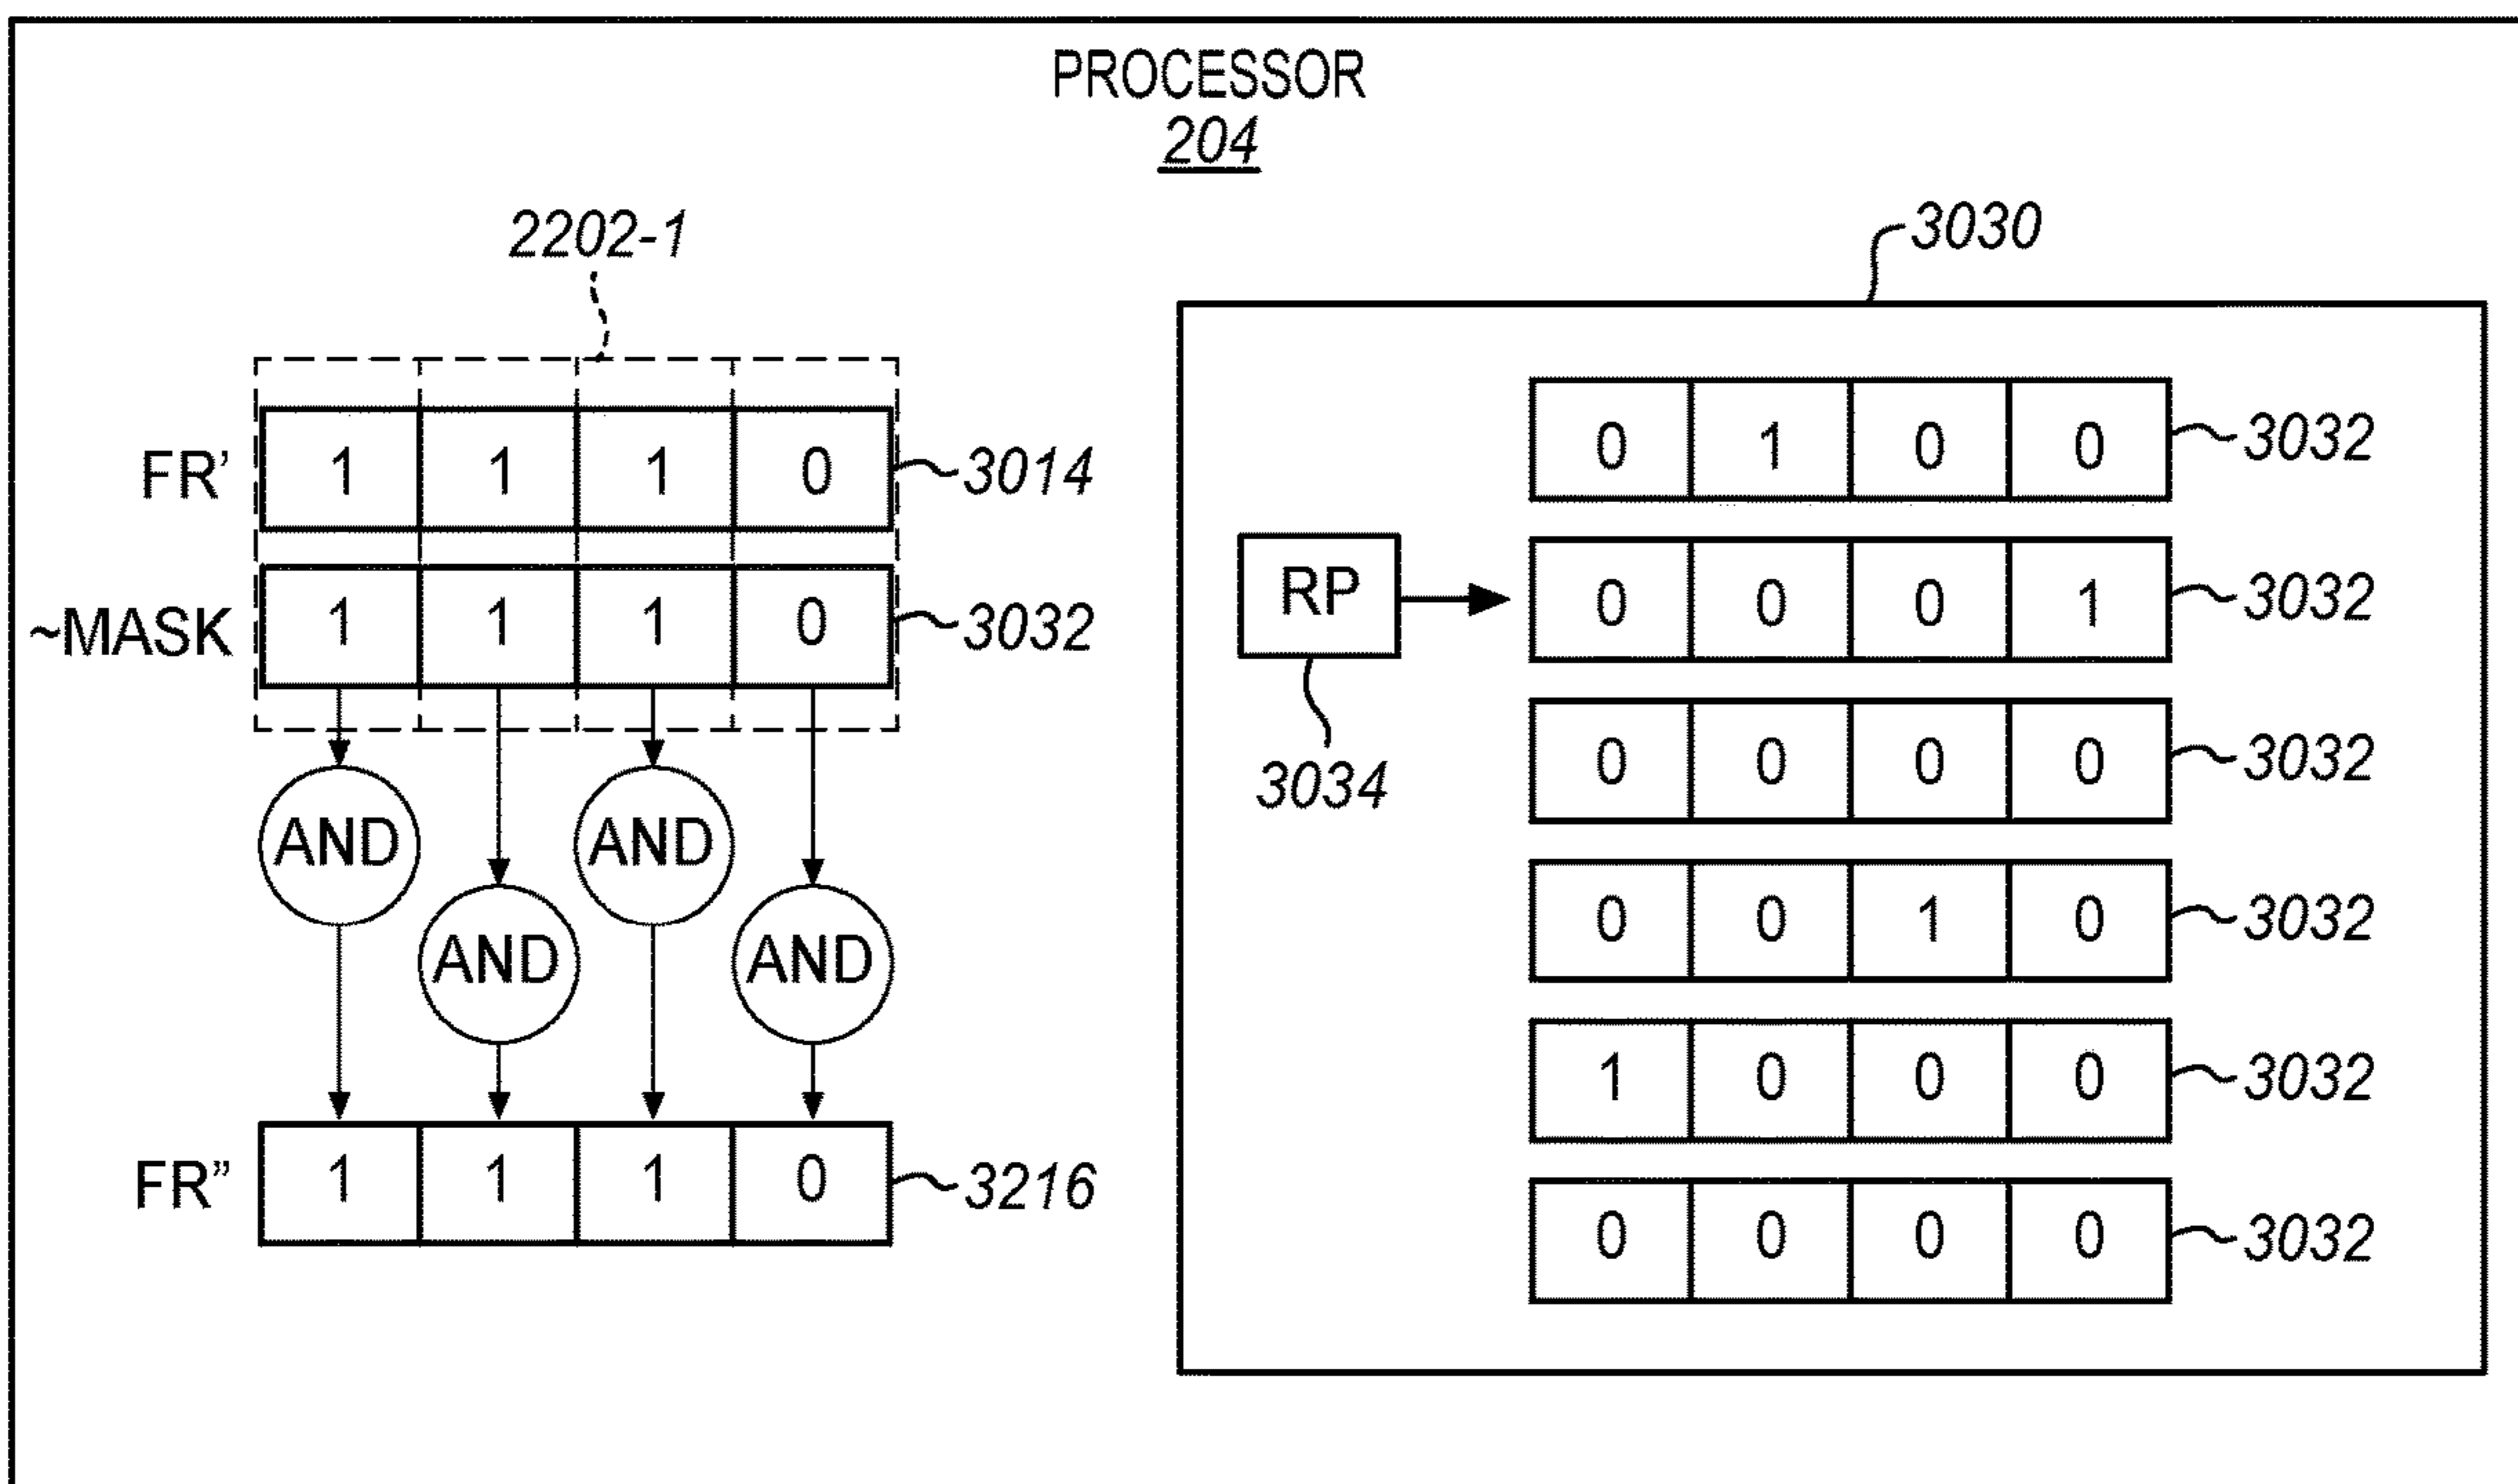 PROCESSOR
204
2202-1
3030
FR' 1 1 1 0 3014
~MASK 1 1 1 0 3032
AND AND
AND AND
FR” 1 1 1 0 3216
0 1 0 0 3032
RP 0 0 0 1 3032
3034
0 0 0 0 3032
0 0 1 0 3032
1 0 0 0 3032
0 0 0 0 3032